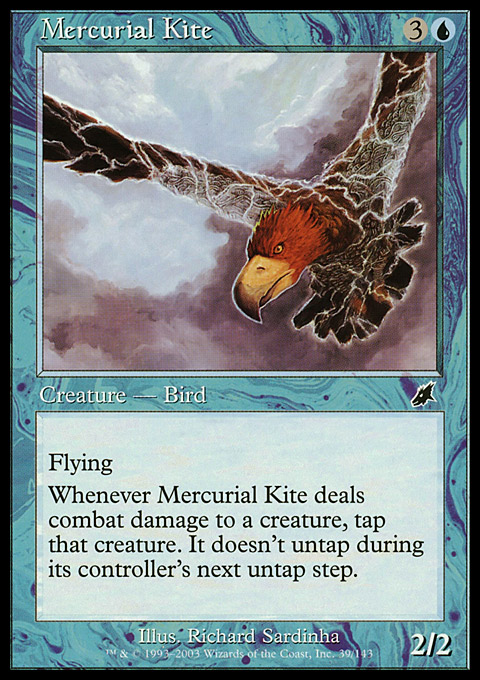 Mercurial Kite 3
Creature — Bird
Flying
Whenever Mercurial Kite deals
combat damage to a creature, tap
that creature. It doesn't untap during
its controller's next untap step.
Illus. Richard Sardinha
™ & © 1993–2003 Wizards of the Coast, Inc. 39/143
2/2